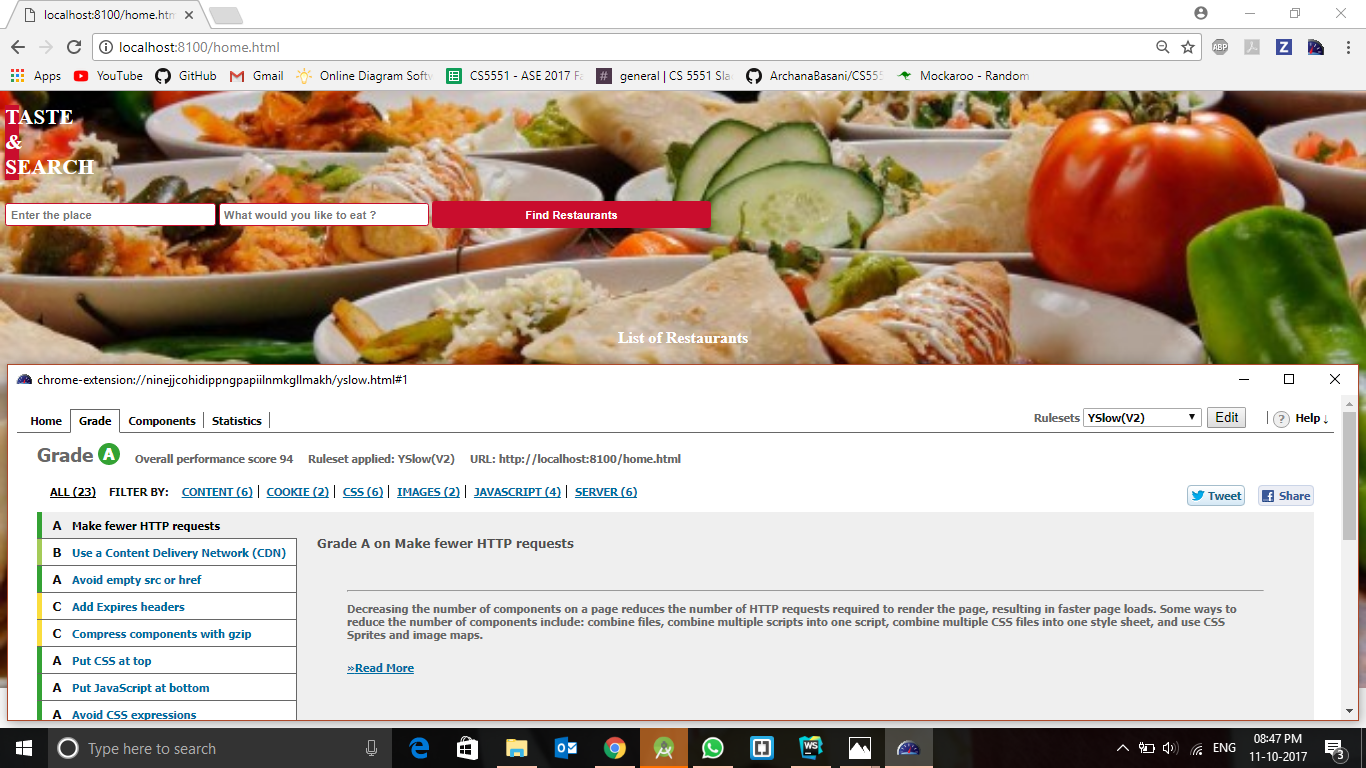 localhost:8100/home.htm
localhost:8100/home.html
ABP
Z
Apps
YouTube
GitHub
Gmail
Online Diagram Softw
CS5551 - ASE 2017 Fa
# general | CS 5551 Slac
ArchanaBasani/CS555
Mockaroo - Random
TASTE
&
SEARCH
Enter the place
What would you like to eat ?
Find Restaurants
List of Restaurants
chrome-extension://ninejjcohidippngpapiilnmkgllmakh/yslow.html#1
Home
Grade
Components
Statistics
Rulesets
YSlow(V2)
Edit
? Help ↓
Grade A
Overall performance score 94
Ruleset applied: YSlow(V2)
URL: http://localhost:8100/home.html
ALL (23)
FILTER BY:
CONTENT (6)
COOKIE (2)
CSS (6)
IMAGES (2)
JAVASCRIPT (4)
SERVER (6)
Tweet
Share
A Make fewer HTTP requests
B Use a Content Delivery Network (CDN)
A Avoid empty src or href
C Add Expires headers
C Compress components with gzip
A Put CSS at top
A Put JavaScript at bottom
A Avoid CSS expressions
Grade A on Make fewer HTTP requests
Decreasing the number of components on a page reduces the number of HTTP requests required to render the page, resulting in faster page loads. Some ways to
reduce the number of components include: combine files, combine multiple scripts into one script, combine multiple CSS files into one style sheet, and use CSS
Sprites and image maps.
»Read More
Type here to search
WS
ENG
08:47 PM
11-10-2017
3